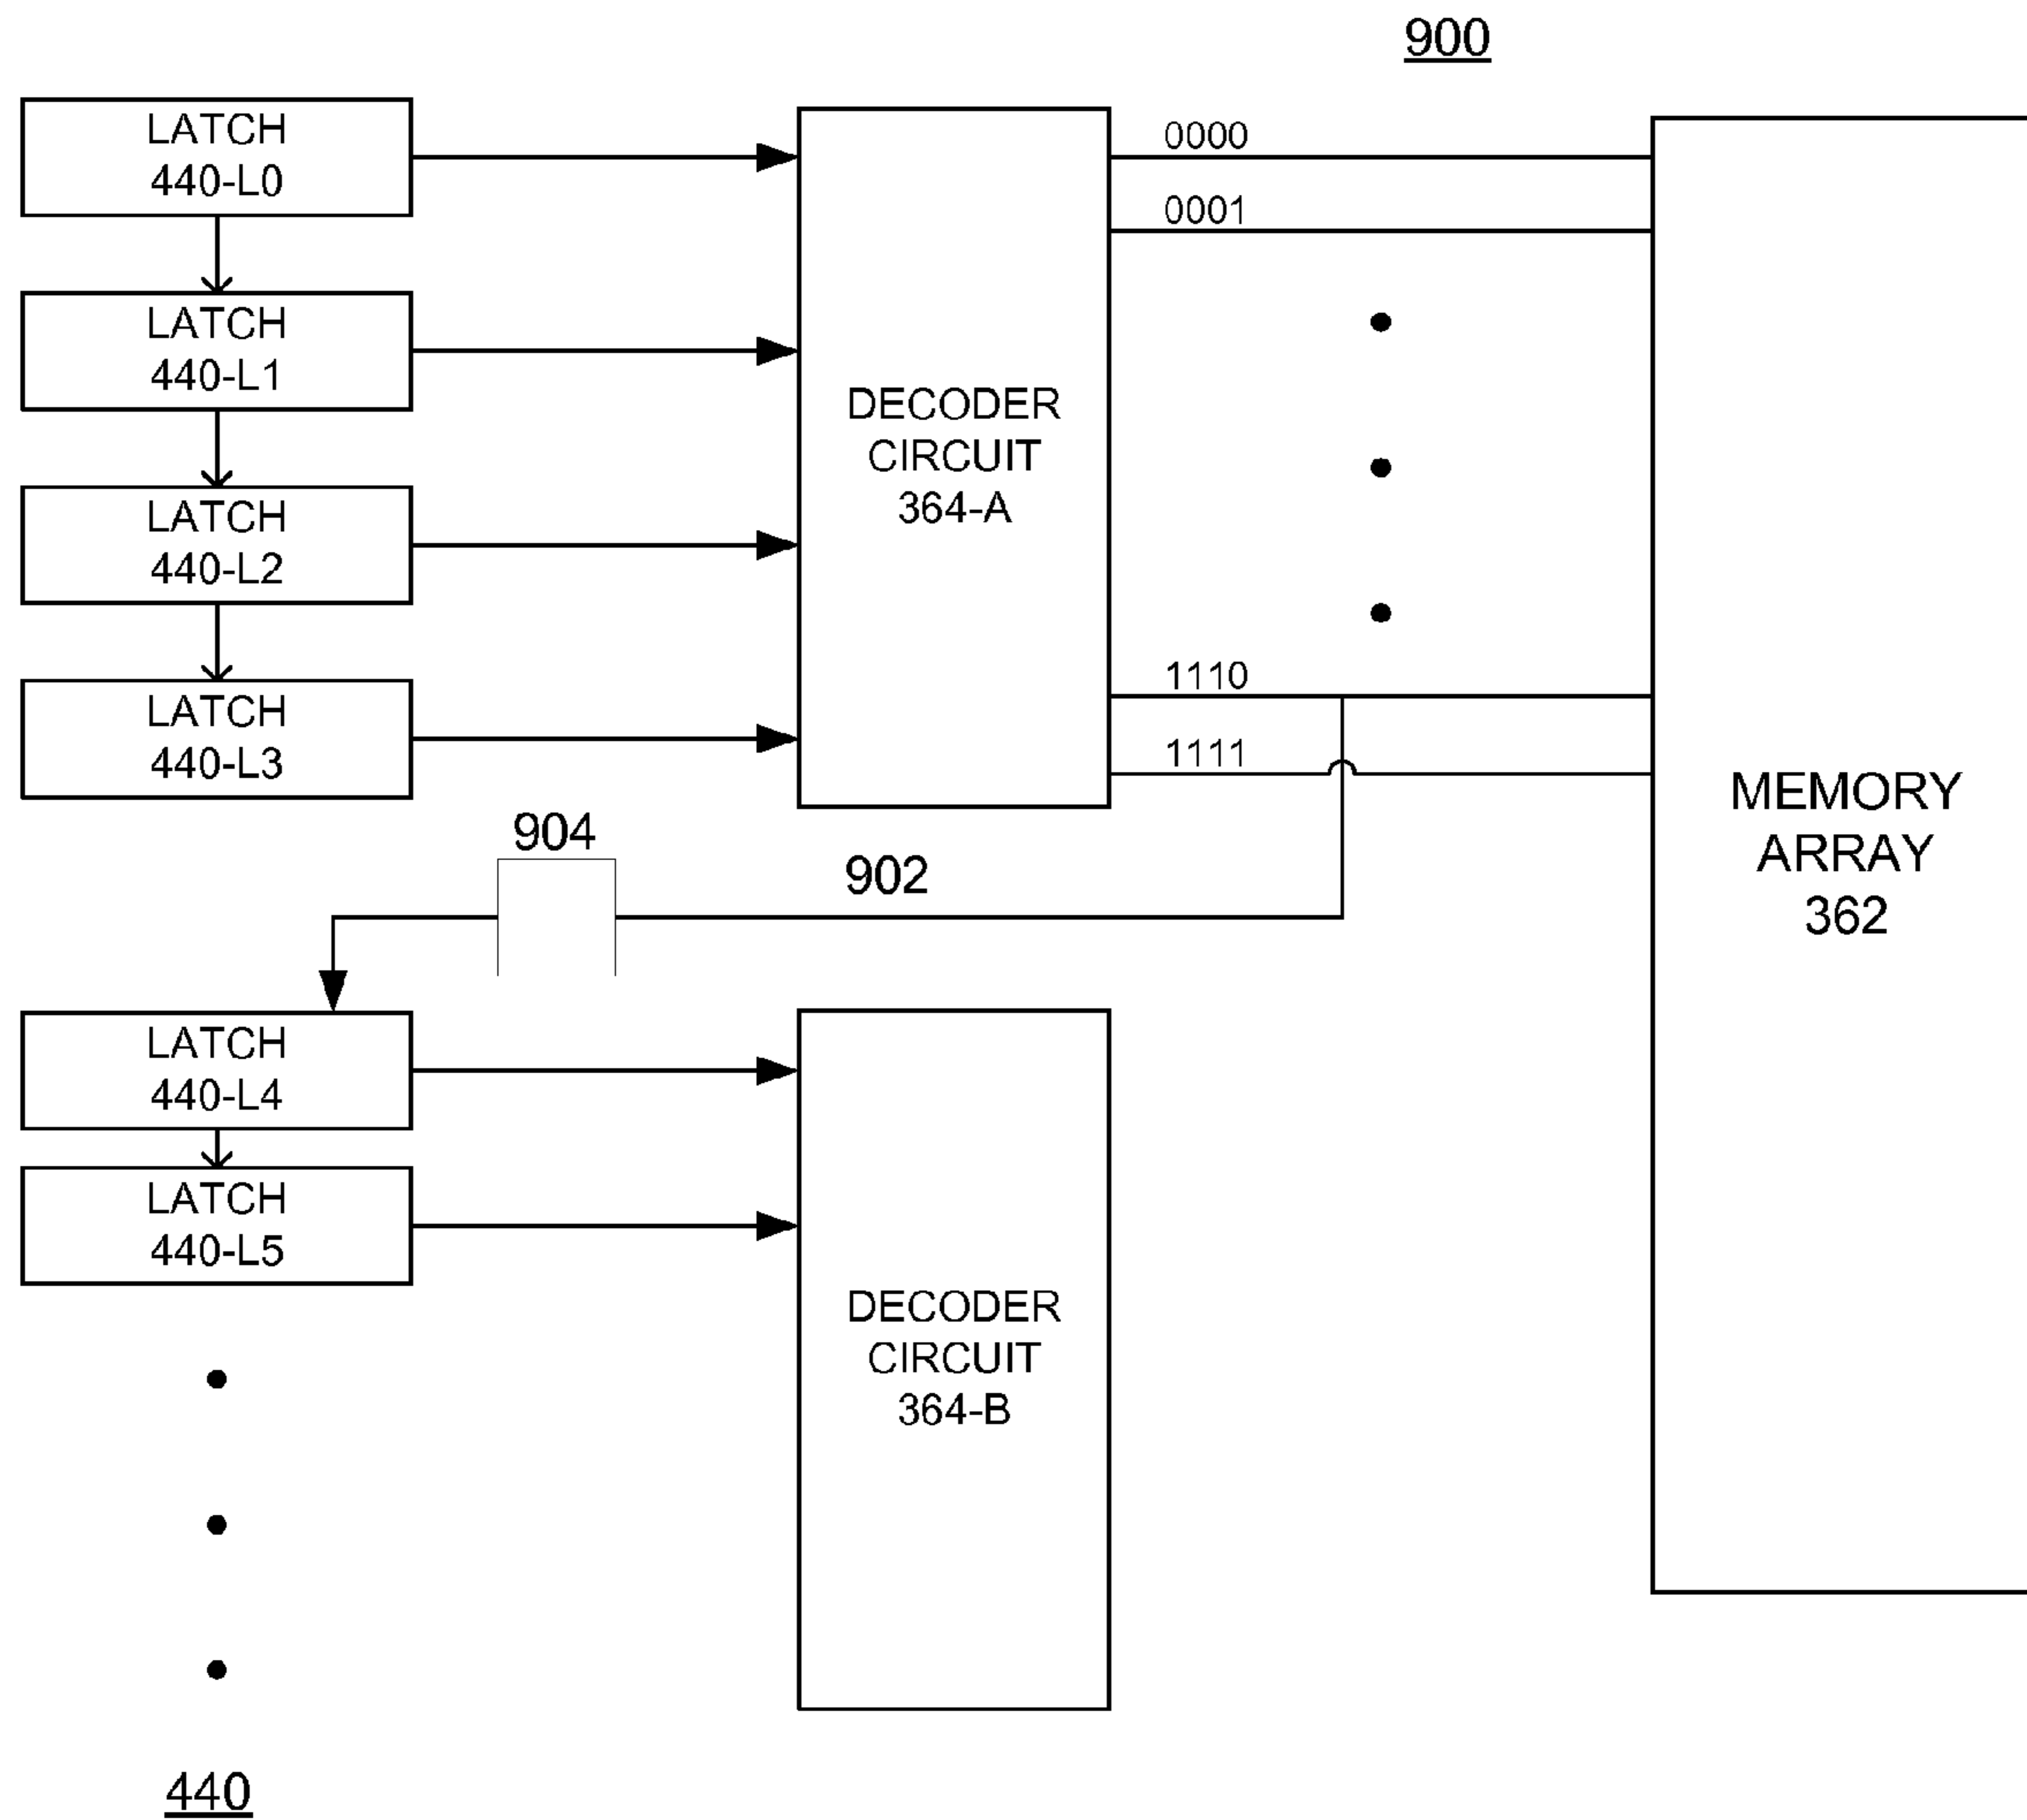 900
LATCH
440-L0
0000
0001
LATCH
440-L1
DECODER
CIRCUIT
364-A
LATCH
440-L2
LATCH
440-L3
1110
1111
MEMORY
ARRAY
362
904
902
LATCH
440-L4
LATCH
440-L5
DECODER
CIRCUIT
364-B
440